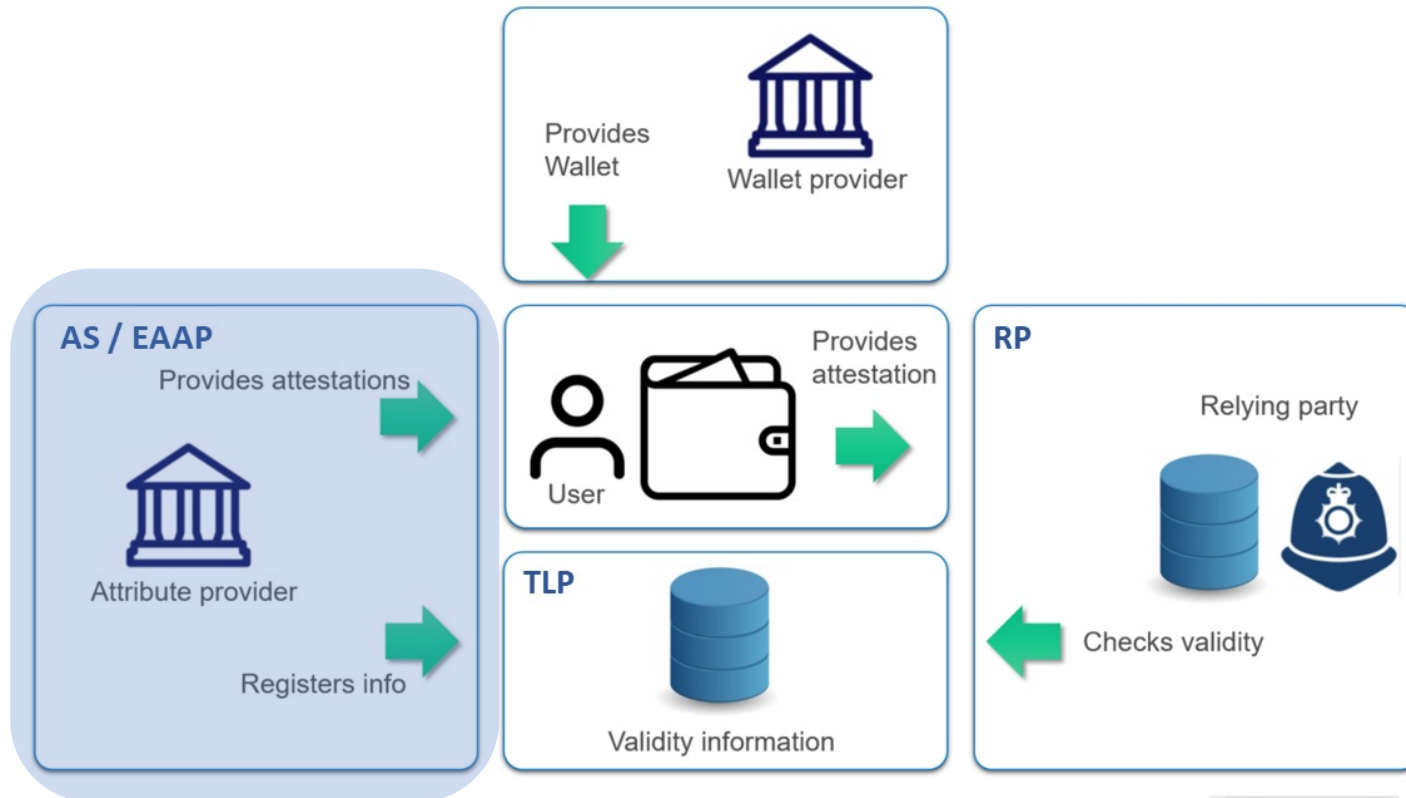 Provides
Wallet
Wallet provider
AS / EAAP
Provides attestations
Attribute provider
Registers info
Provides
attestation
User
TLP
Validity information
RP
Relying party
Checks validity